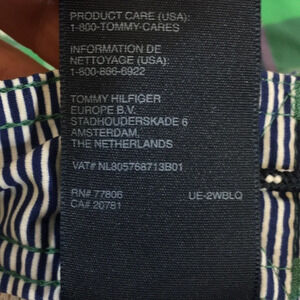 PRODUCT CARE (USA):
1-800-TOMMY-CARES
INFORMATION DE
NETTOYAGE (USA):
1-800-866-6922
TOMMY HILFIGER
EUROPE B.V.
STADHOUDERSKADE 6
AMSTERDAM,
THE NETHERLANDS
VAT# NL805768713B01
RN# 77806 UE-2WBLQ
CA# 20781